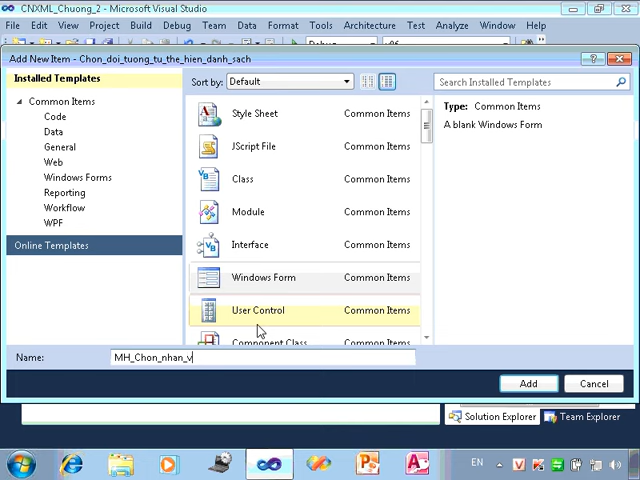 CNXML_Chuong_2 - Microsoft Visual Studio
File Edit View Project Build Debug Team Data Tools Architecture Test Analyze Window Help
Debug x86
Add New Item - Chon_doi_tuong_tu_the_hien_danh_sach
Installed Templates
Sort by: Default
Search Installed Templates
Common Items
Code
Data
General
Web
Windows Forms
Reporting
Workflow
WPF
Online Templates
Style Sheet Common Items
JScript File Common Items
Class Common Items
Module Common Items
Interface Common Items
Windows Form Common Items
User Control Common Items
Component Class Common Items
Type: Common Items
A blank Windows Form
Name: MH_Chon_nhan_v
Add Cancel
Solution Explorer Team Explorer
EN